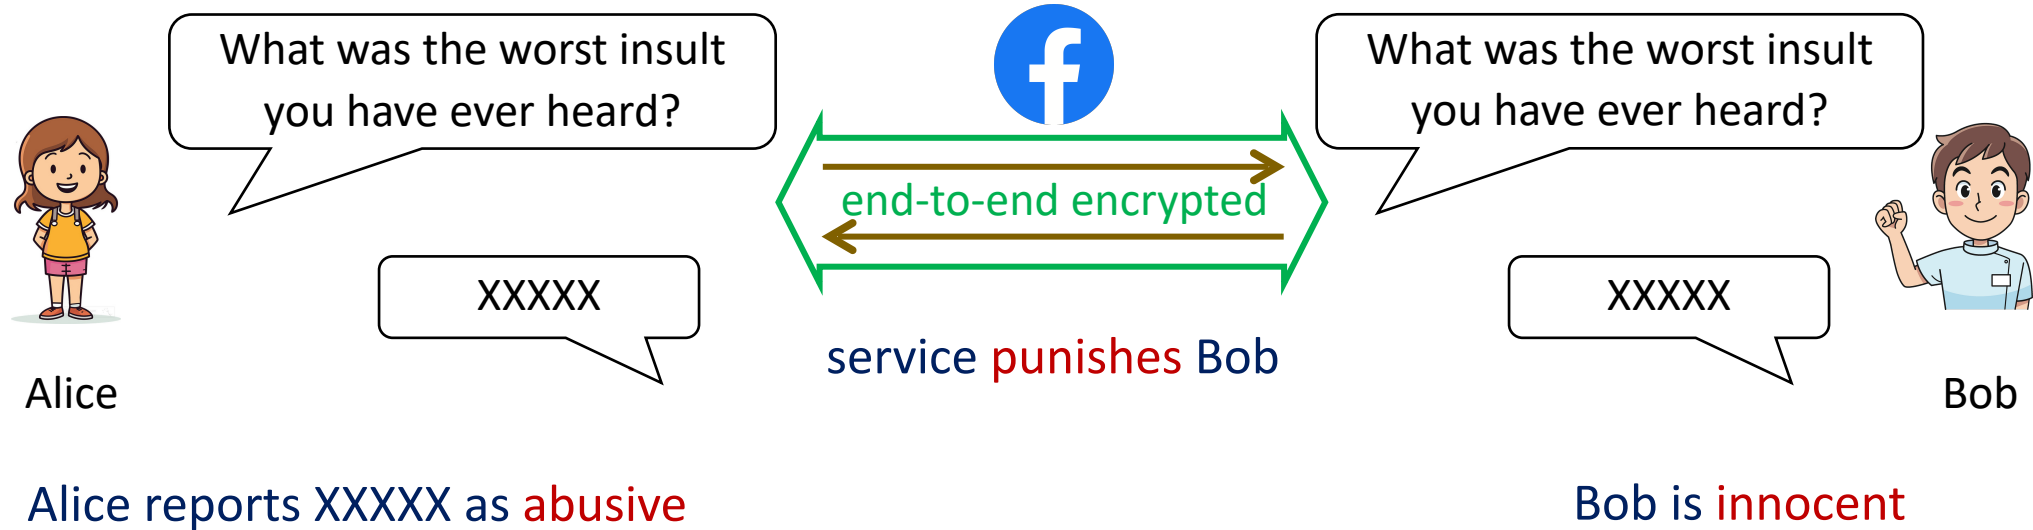 What was the worst insult
you have ever heard?
What was the worst insult
you have ever heard?
end-to-end encrypted
XXXXX
XXXXX
service punishes Bob
Alice
Bob
Alice reports XXXXX as abusive
Bob is innocent